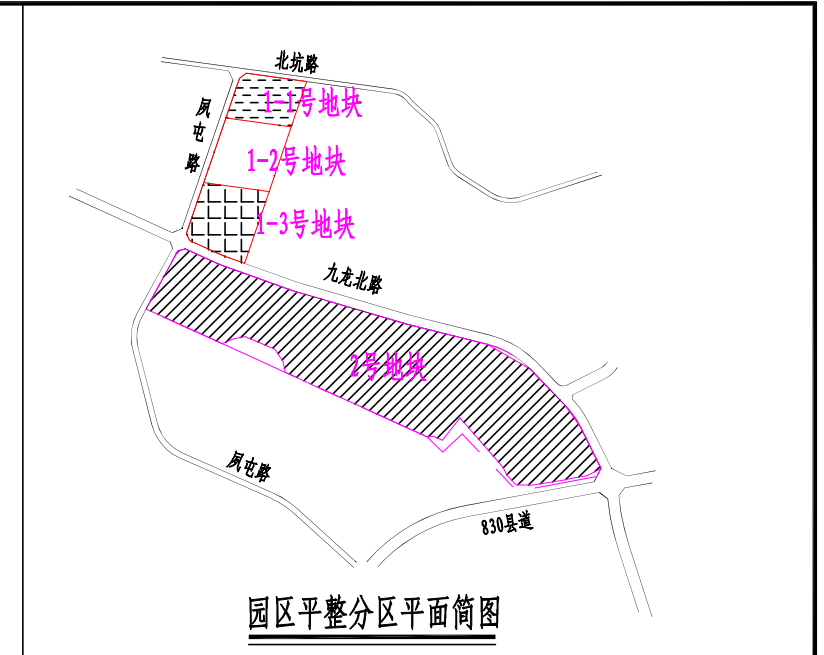 北坑路
1-1号地块
夙屯路
1-2号地块
1-3号地块
九龙北路
2号地块
夙屯路
830县道
园区平整分区平面简图